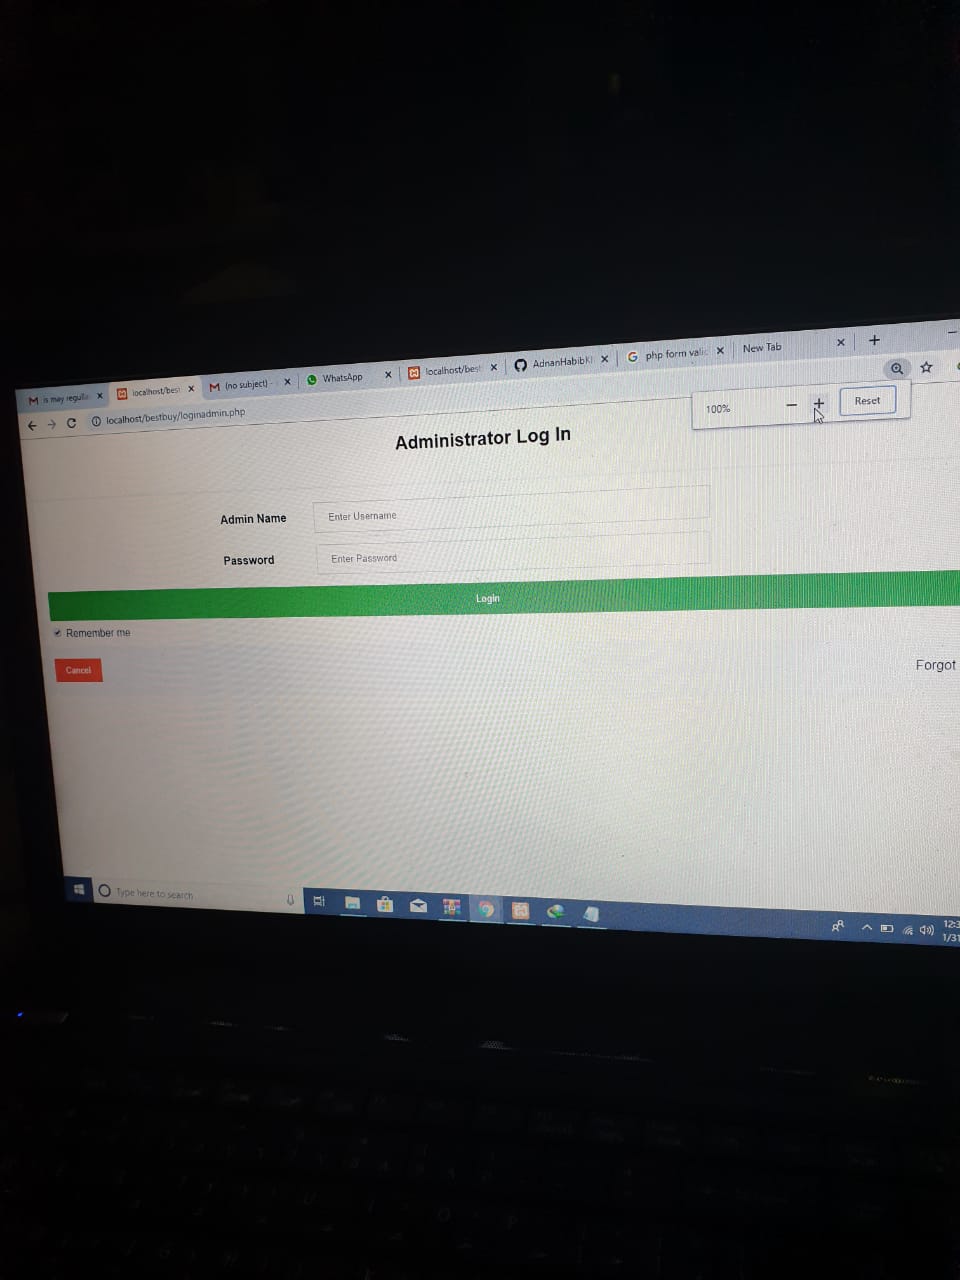 is may regula
localhost/best
(no subject) -
WhatsApp
localhost/best
AdnanHabibKh
php form valid
New Tab
localhost/bestbuy/loginadmin.php
100%
Reset
Administrator Log In
Admin Name
Enter Username
Password
Enter Password
Login
Remember me
Cancel
Forgot
Type here to search
12:3
1/31